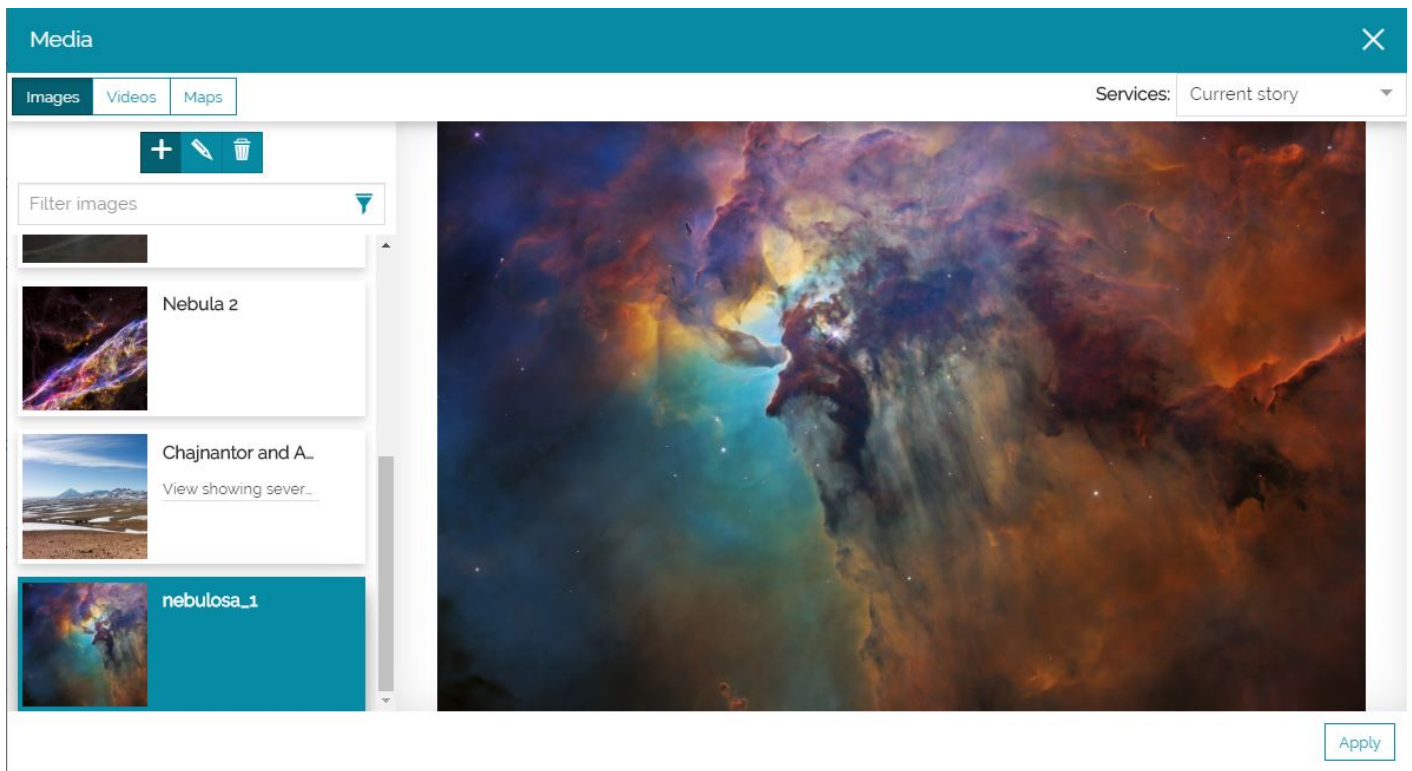 Media
Images Videos Maps
Services: Current story
Filter images
Nebula 2
Chajnantor and A...
View showing sever...
nebulosa_1
Apply